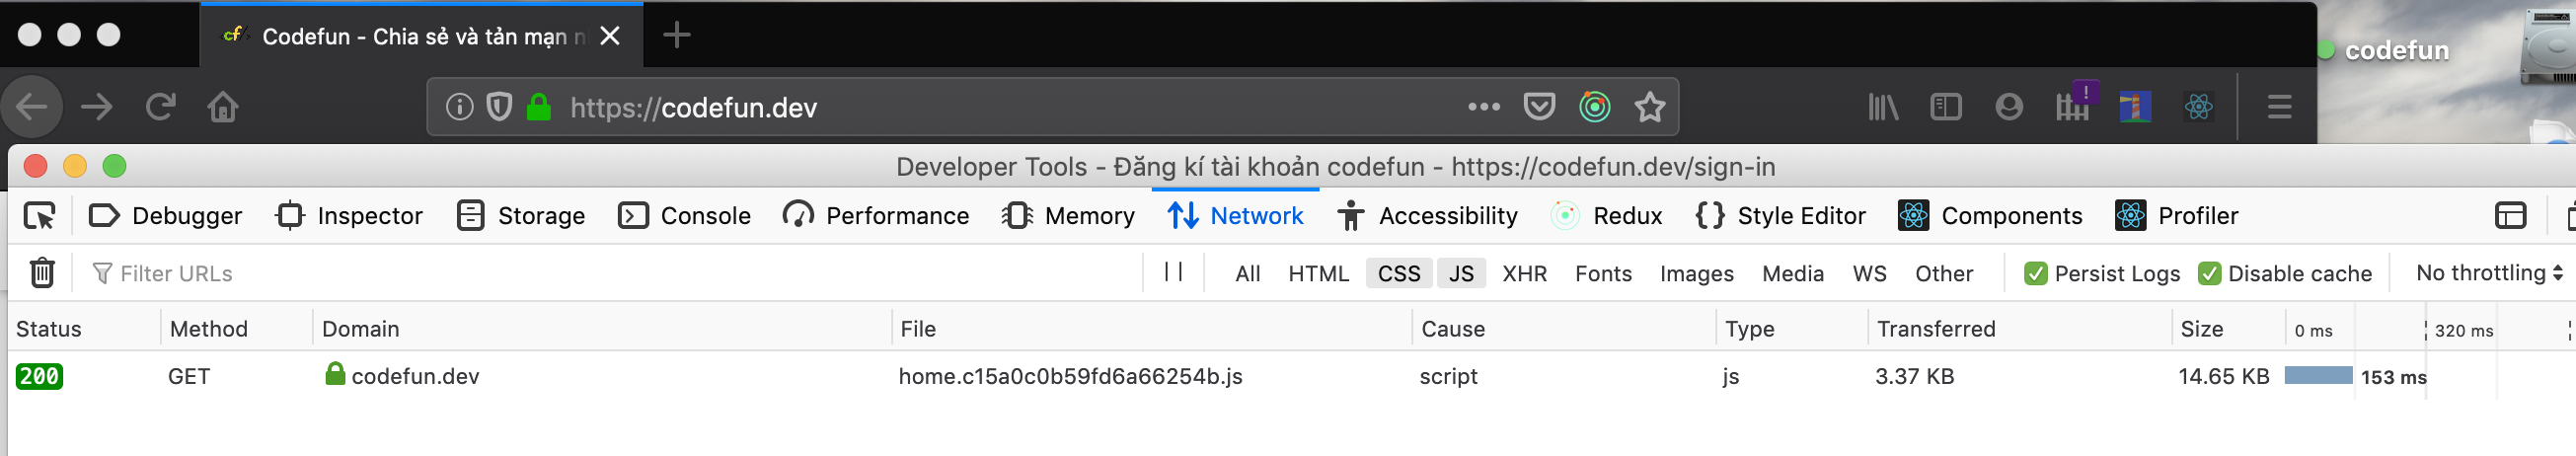 cf Codefun - Chia sẻ và tản mạn
codefun
https://codefun.dev
!
Developer Tools - Đăng kí tài khoản codefun - https://codefun.dev/sign-in
Debugger Inspector Storage Console Performance Memory Network Accessibility Redux Style Editor Components Profiler
Filter URLs All HTML CSS JS XHR Fonts Images Media WS Other Persist Logs Disable cache No throttling
Status Method Domain File Cause Type Transferred Size 0 ms 320 ms
200 GET codefun.dev home.c15a0c0b59fd6a66254b.js script js 3.37 KB 14.65 KB 153 ms